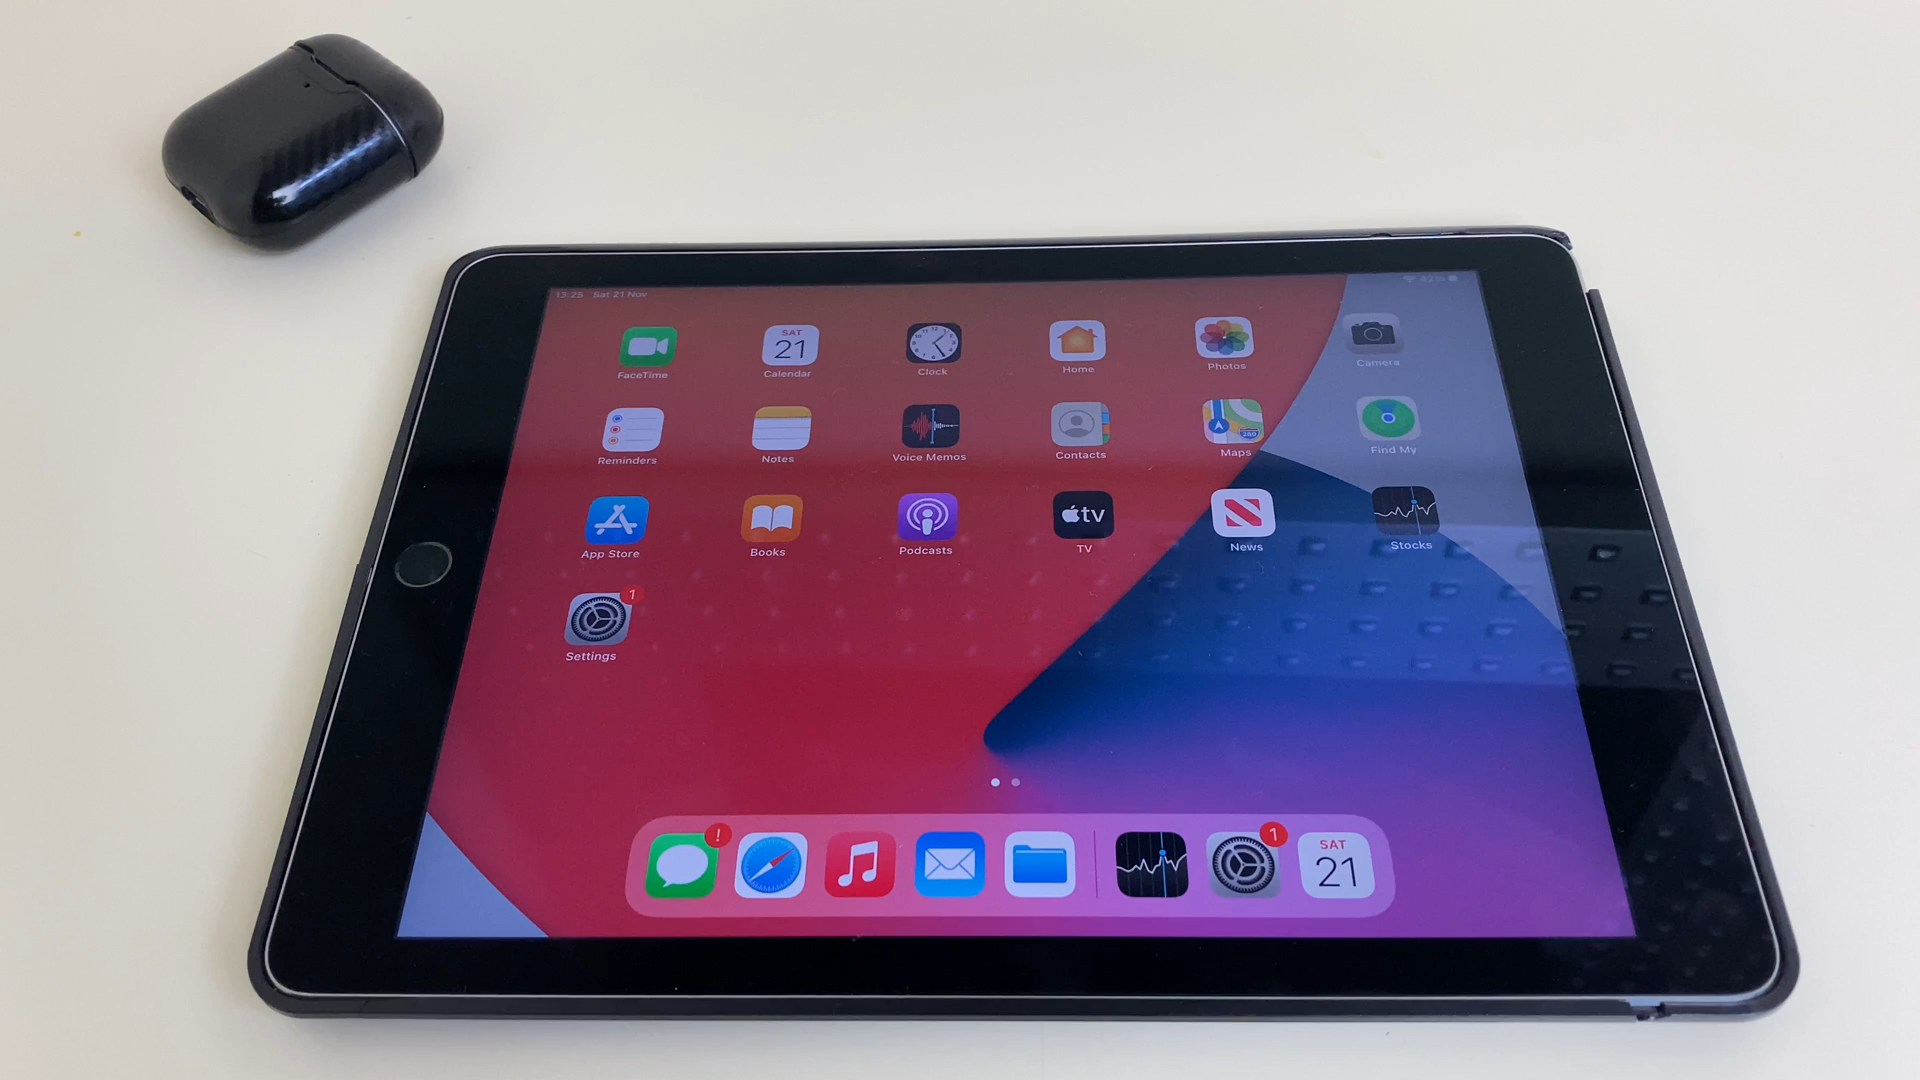 13:25 Sat 21 Nov
FaceTime
SAT
21
Calendar
Clock
Home
Photos
Camera
Reminders
Notes
Voice Memos
Contacts
280
Maps
Find My
App Store
Books
Podcasts
tv
TV
News
Stocks
1
Settings
!
1
SAT
21